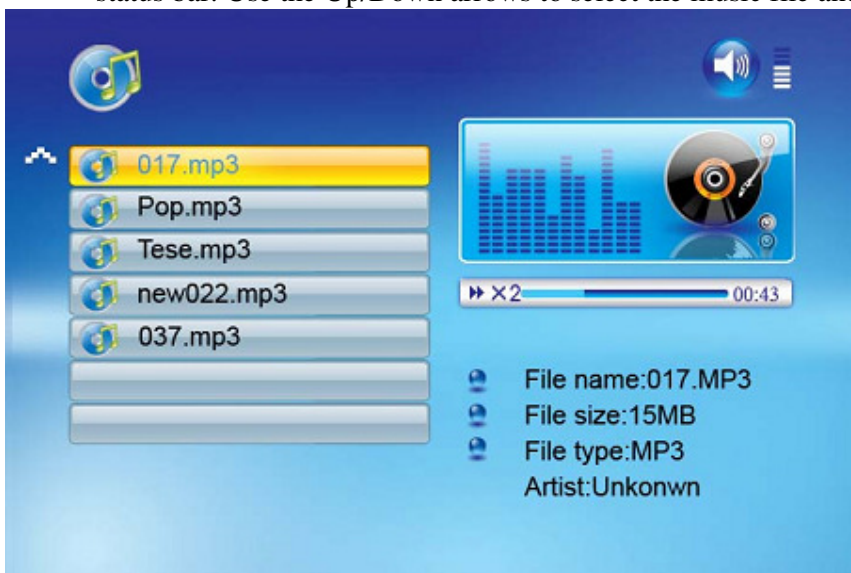 status bar. Use the Up/Down arrows to select the music file an
017.mp3
Pop.mp3
Tese.mp3
new022.mp3
037.mp3
×2 00:43
File name:017.MP3
File size:15MB
File type:MP3
Artist:Unkonwn